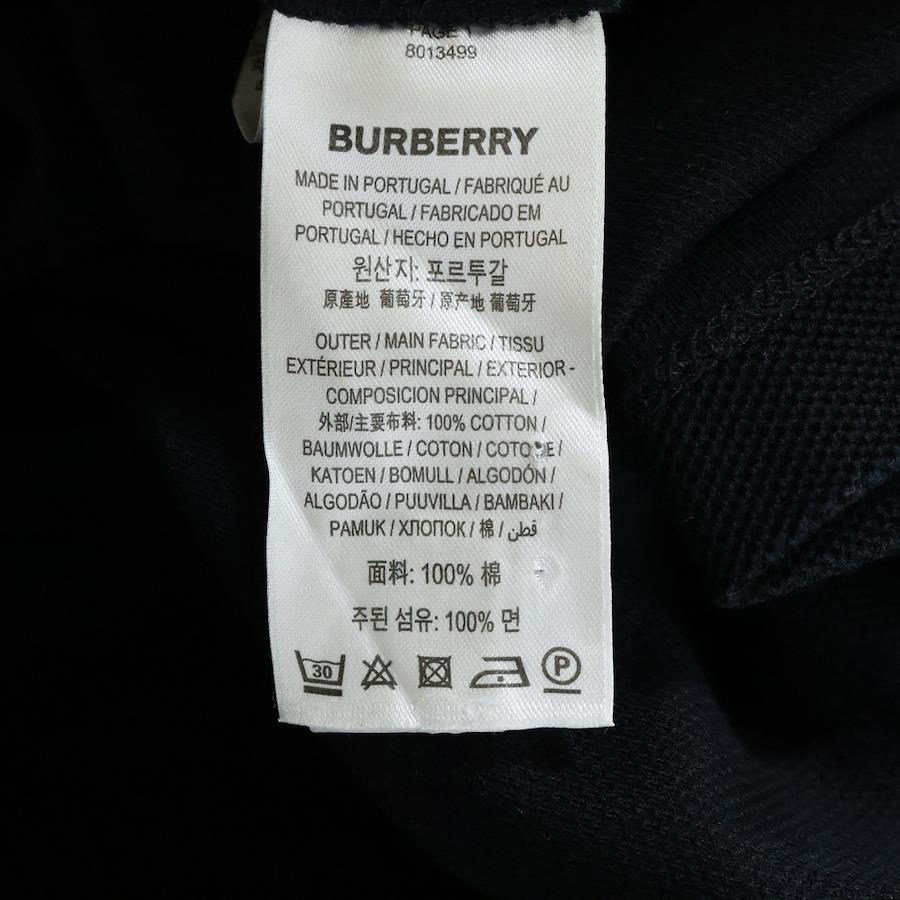 PAGE 1
8013499
BURBERRY
MADE IN PORTUGAL / FABRIQUÉ AU
PORTUGAL / FABRICADO EM
PORTUGAL / HECHO EN PORTUGAL
원산지: 포르투갈
原產地 葡萄牙 / 原产地 葡萄牙
OUTER / MAIN FABRIC / TISSU
EXTÉRIEUR / PRINCIPAL / EXTERIOR -
COMPOSICION PRINCIPAL /
外部/主要布料: 100% COTTON /
BAUMWOLLE / COTON / COTONE /
KATOEN / BOMULL / ALGODÓN /
ALGODÃO / PUUVILLA / BAMBAKI /
PAMUK / ХЛОПОК / 棉 / قطن
面料: 100% 棉
주된 섬유: 100% 면
30 P